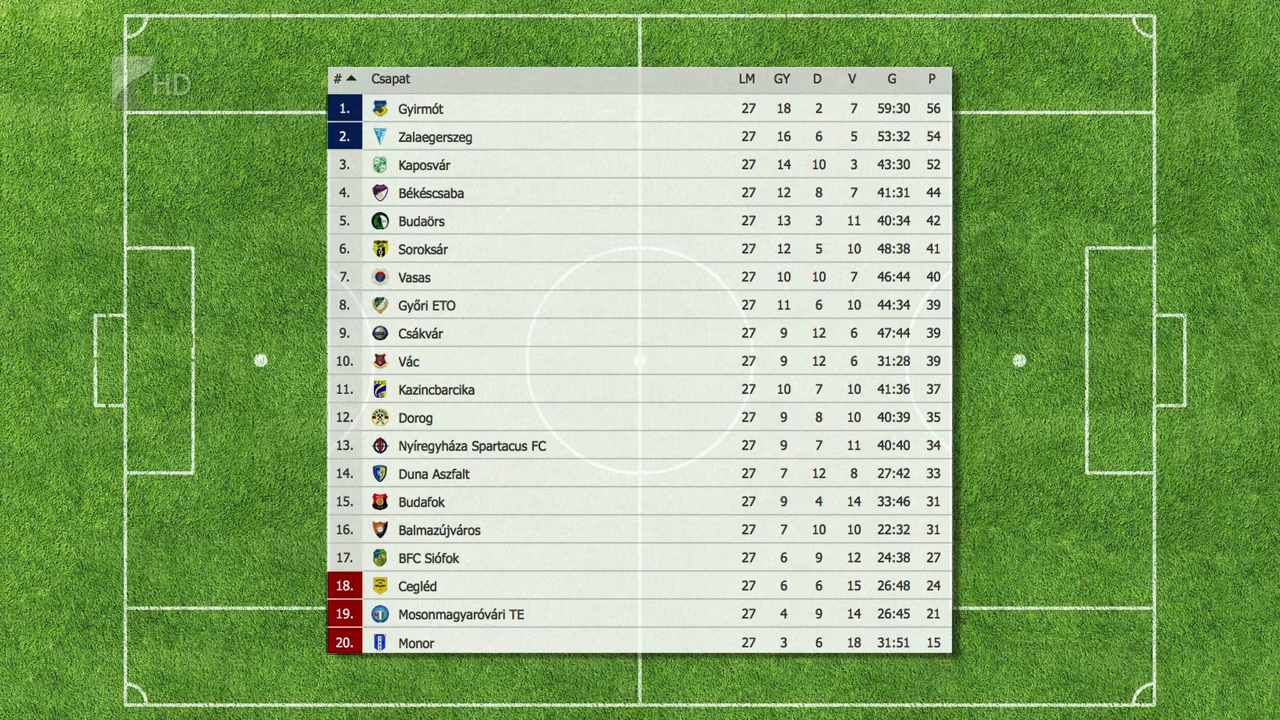 HD
# Csapat LM GY D V G P
1. Gyirmót 27 18 2 7 59:30 56
2. Zalaegerszeg 27 16 6 5 53:32 54
3. Kaposvár 27 14 10 3 43:30 52
4. Békéscsaba 27 12 8 7 41:31 44
5. Budaörs 27 13 3 11 40:34 42
6. Soroksár 27 12 5 10 48:38 41
7. Vasas 27 10 10 7 46:44 40
8. Győri ETO 27 11 6 10 44:34 39
9. Csákvár 27 9 12 6 47:44 39
10. Vác 27 9 12 6 31:28 39
11. Kazincbarcika 27 10 7 10 41:36 37
12. Dorog 27 9 8 10 40:39 35
13. Nyíregyháza Spartacus FC 27 9 7 11 40:40 34
14. Duna Aszfalt 27 7 12 8 27:42 33
15. Budafok 27 9 4 14 33:46 31
16. Balmazújváros 27 7 10 10 22:32 31
17. BFC Siófok 27 6 9 12 24:38 27
18. Cegléd 27 6 6 15 26:48 24
19. Mosonmagyaróvári TE 27 4 9 14 26:45 21
20. Monor 27 3 6 18 31:51 15